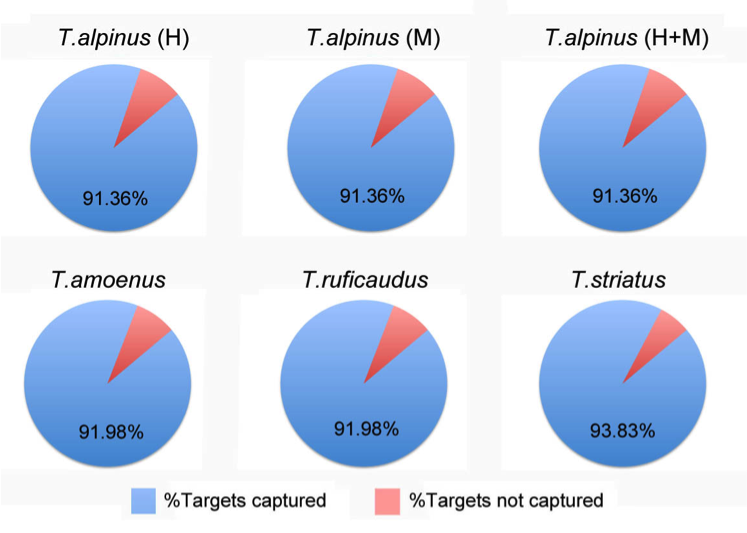 T.alpinus (H)
T.alpinus (M)
T.alpinus (H+M)
91.36%
91.36%
91.36%
T.amoenus
T.ruficaudus
T.striatus
91.98%
91.98%
93.83%
%Targets captured
%Targets not captured